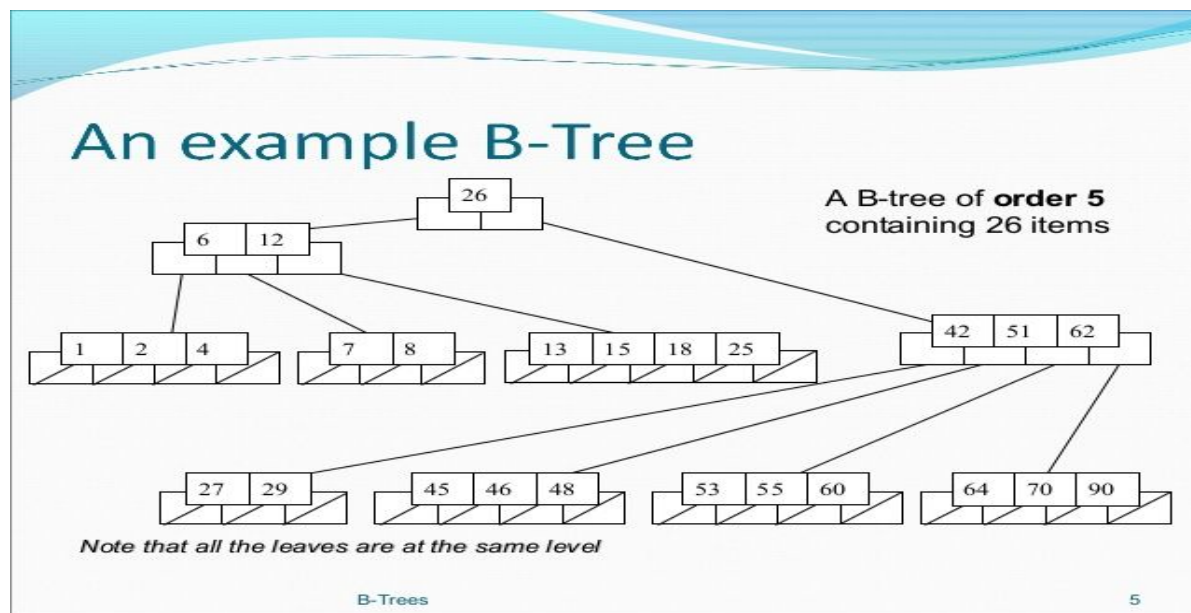 An example B-Tree
26
A B-tree of order 5
containing 26 items
6 12
42 51 62
1 2 4 7 8 13 15 18 25
27 29 45 46 48 53 55 60 64 70 90
Note that all the leaves are at the same level
B-Trees 5